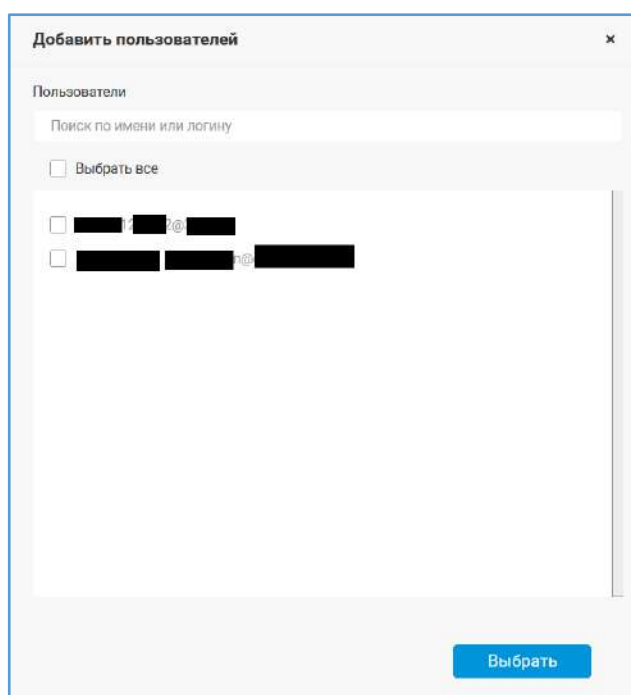 Добавить пользователей ×
Пользователи
Поиск по имени или логину
Выбрать все
Выбрать